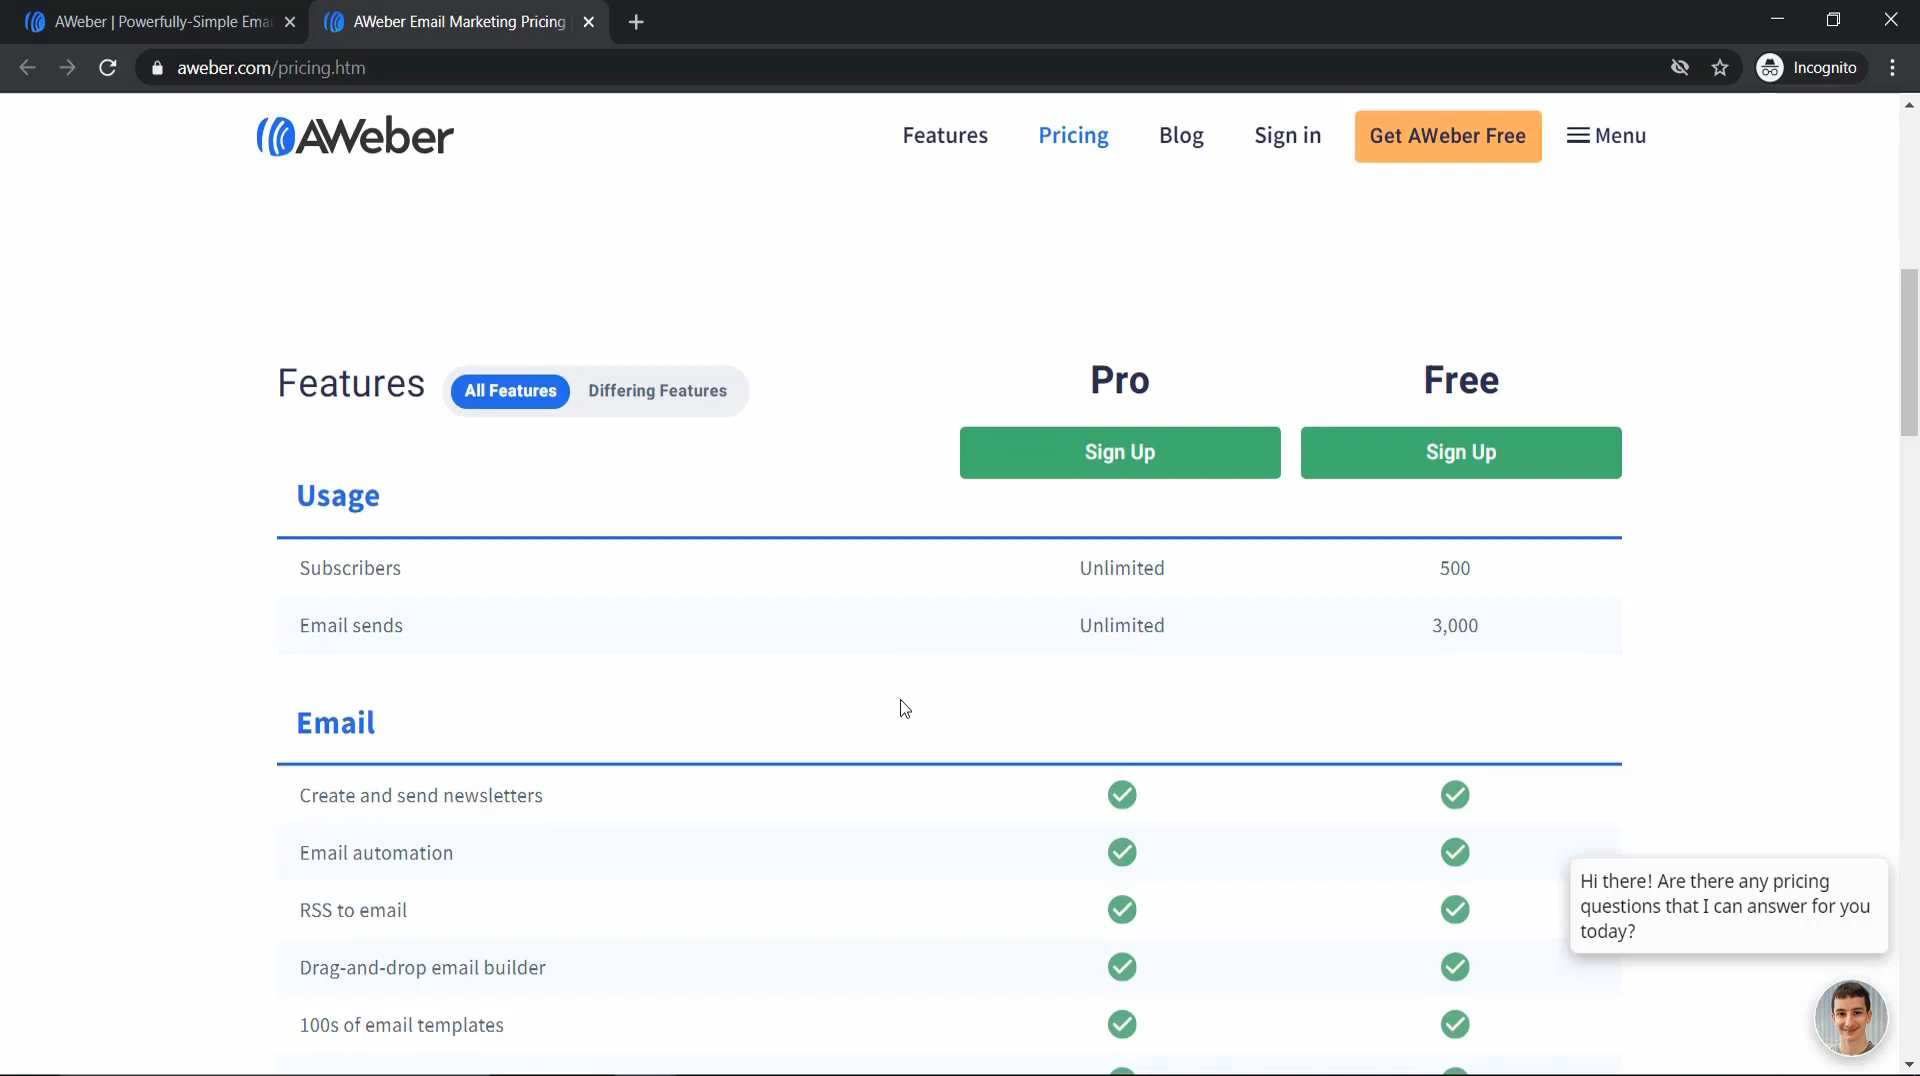 AWeber | Powerfully-Simple Emai
AWeber Email Marketing Pricing
aweber.com/pricing.htm
Incognito
AWeber
Features
Pricing
Blog
Sign in
Get AWeber Free
Menu
Features
All Features
Differing Features
Pro
Free
Sign Up
Sign Up
Usage
Subscribers
Unlimited
500
Email sends
Unlimited
3,000
Email
Create and send newsletters
Email automation
RSS to email
Drag-and-drop email builder
100s of email templates
Hi there! Are there any pricing
questions that I can answer for you
today?